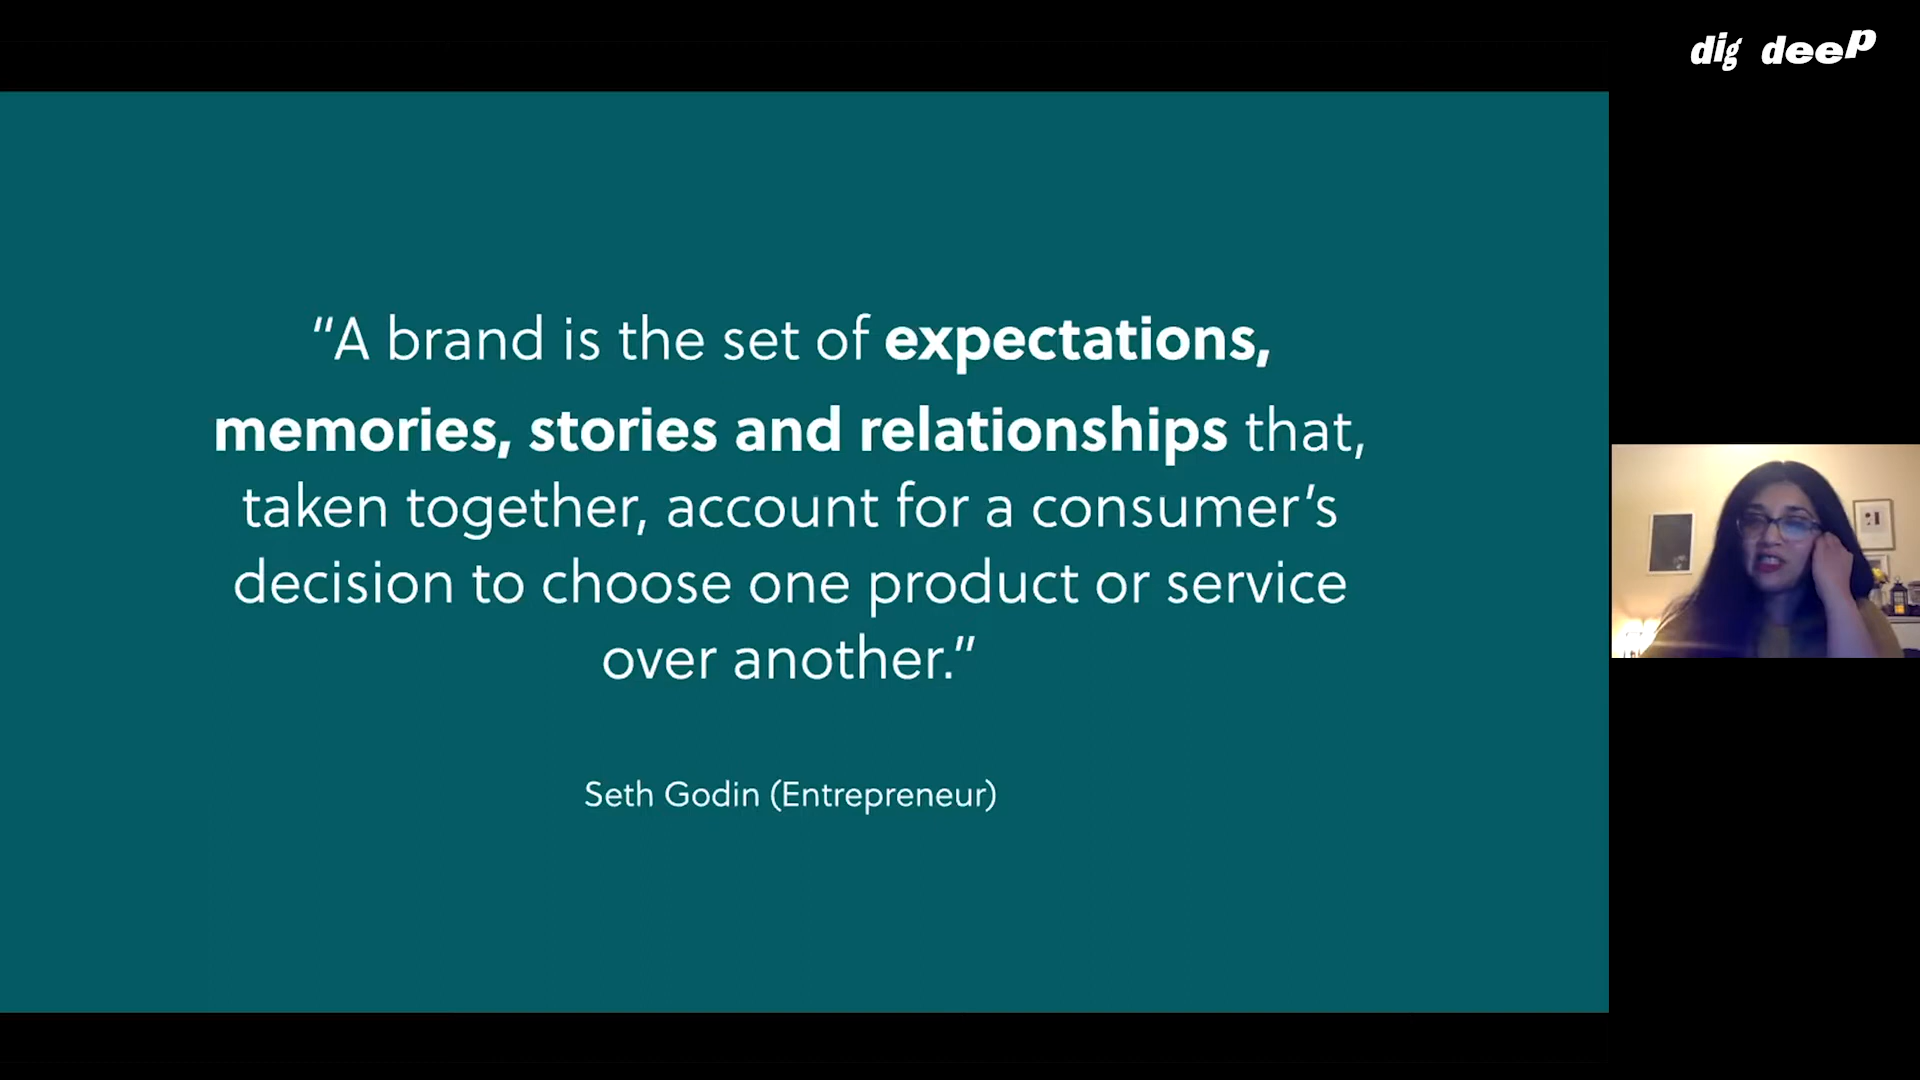 dig deep
“A brand is the set of expectations,
memories, stories and relationships that,
taken together, account for a consumer’s
decision to choose one product or service
over another.”
Seth Godin (Entrepreneur)